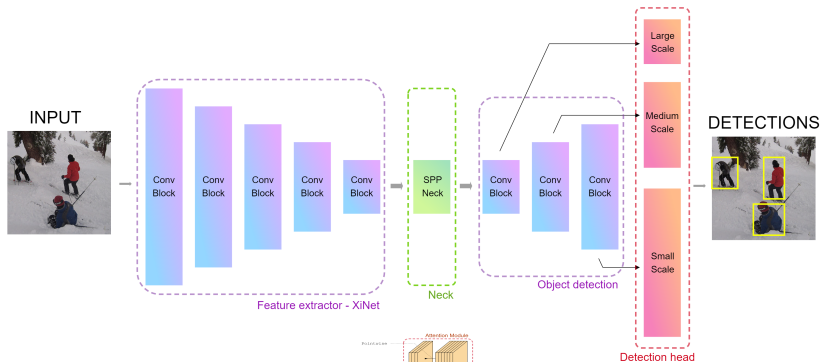 INPUT
Conv
Block
Conv
Block
Conv
Block
Conv
Block
Conv
Block
Feature extractor - XiNet
SPP
Neck
Neck
Conv
Block
Conv
Block
Conv
Block
Object detection
Large
Scale
Medium
Scale
Small
Scale
Detection head
DETECTIONS
Attention Module
Pointwise